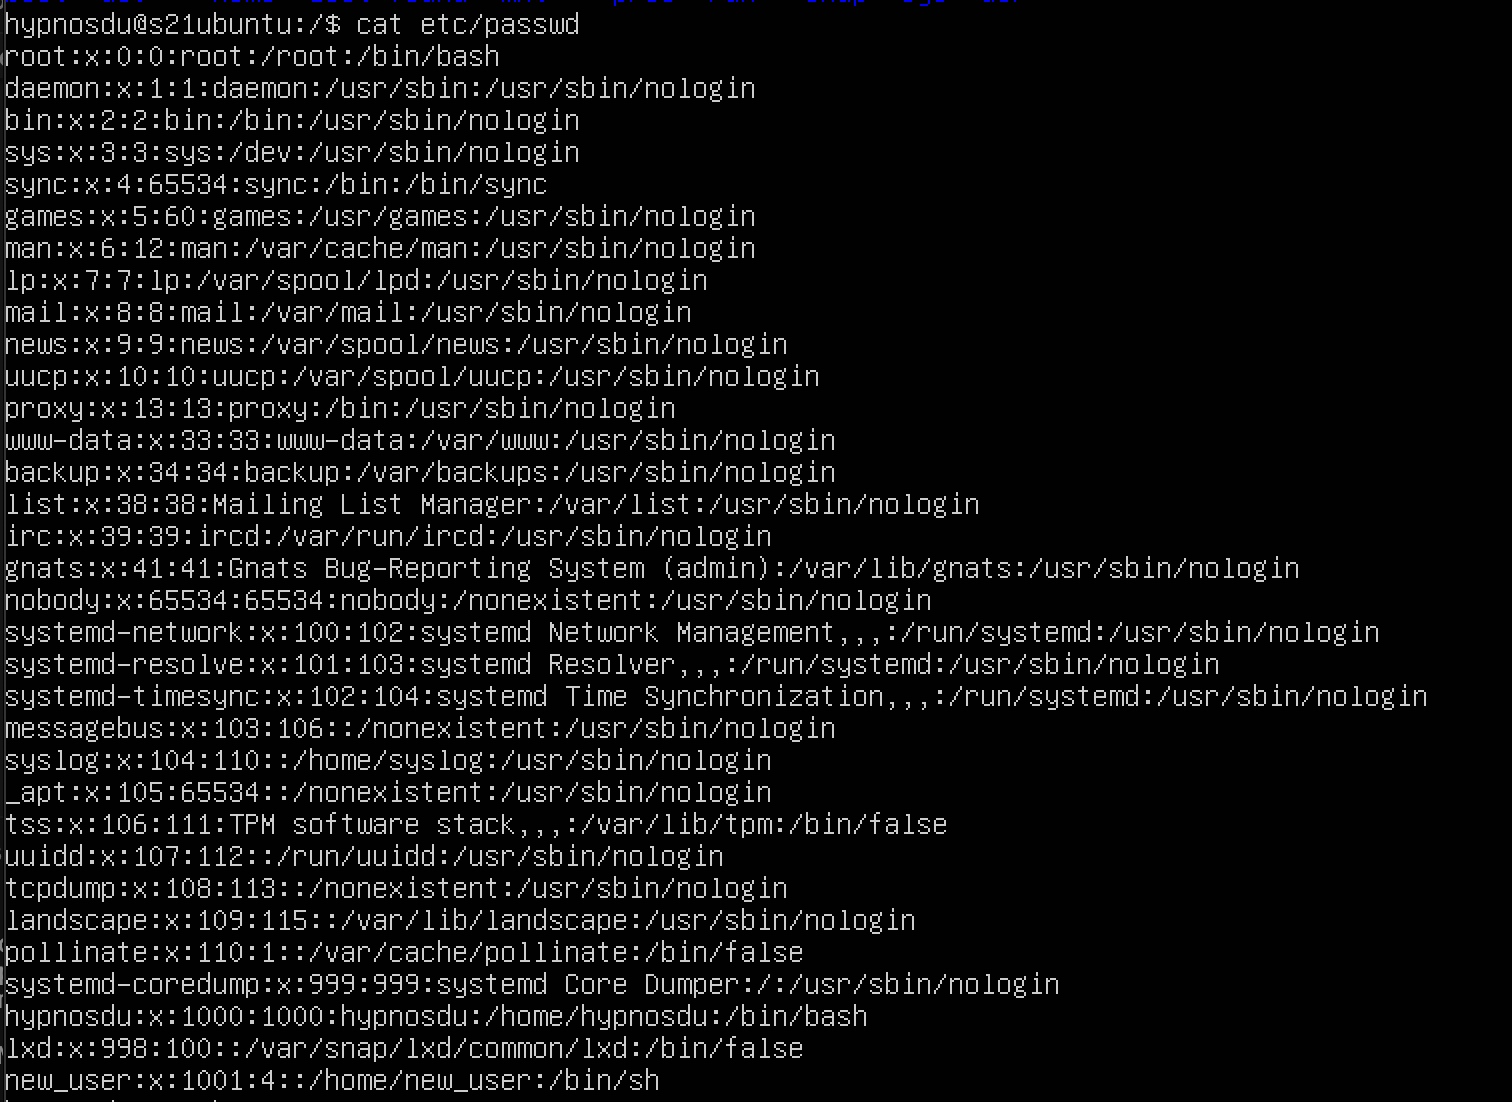 hypnosdu@s21ubuntu:/$ cat etc/passwd
root:x:0:0:root:/root:/bin/bash
daemon:x:1:1:daemon:/usr/sbin:/usr/sbin/nologin
bin:x:2:2:bin:/bin:/usr/sbin/nologin
sys:x:3:3:sys:/dev:/usr/sbin/nologin
sync:x:4:65534:sync:/bin:/bin/sync
games:x:5:60:games:/usr/games:/usr/sbin/nologin
man:x:6:12:man:/var/cache/man:/usr/sbin/nologin
lp:x:7:7:lp:/var/spool/lpd:/usr/sbin/nologin
mail:x:8:8:mail:/var/mail:/usr/sbin/nologin
news:x:9:9:news:/var/spool/news:/usr/sbin/nologin
uucp:x:10:10:uucp:/var/spool/uucp:/usr/sbin/nologin
proxy:x:13:13:proxy:/bin:/usr/sbin/nologin
www-data:x:33:33:www-data:/var/www:/usr/sbin/nologin
backup:x:34:34:backup:/var/backups:/usr/sbin/nologin
list:x:38:38:Mailing List Manager:/var/list:/usr/sbin/nologin
irc:x:39:39:ircd:/var/run/ircd:/usr/sbin/nologin
gnats:x:41:41:Gnats Bug-Reporting System (admin):/var/lib/gnats:/usr/sbin/nologin
nobody:x:65534:65534:nobody:/nonexistent:/usr/sbin/nologin
systemd-network:x:100:102:systemd Network Management,,,:/run/systemd:/usr/sbin/nologin
systemd-resolve:x:101:103:systemd Resolver,,,:/run/systemd:/usr/sbin/nologin
systemd-timesync:x:102:104:systemd Time Synchronization,,,:/run/systemd:/usr/sbin/nologin
messagebus:x:103:106::/nonexistent:/usr/sbin/nologin
syslog:x:104:110::/home/syslog:/usr/sbin/nologin
_apt:x:105:65534::/nonexistent:/usr/sbin/nologin
tss:x:106:111:TPM software stack,,,:/var/lib/tpm:/bin/false
uuidd:x:107:112::/run/uuidd:/usr/sbin/nologin
tcpdump:x:108:113::/nonexistent:/usr/sbin/nologin
landscape:x:109:115::/var/lib/landscape:/usr/sbin/nologin
pollinate:x:110:1::/var/cache/pollinate:/bin/false
systemd-coredump:x:999:999:systemd Core Dumper:/:/usr/sbin/nologin
hypnosdu:x:1000:1000:hypnosdu:/home/hypnosdu:/bin/bash
lxd:x:998:100::/var/snap/lxd/common/lxd:/bin/false
new_user:x:1001:4::/home/new_user:/bin/sh